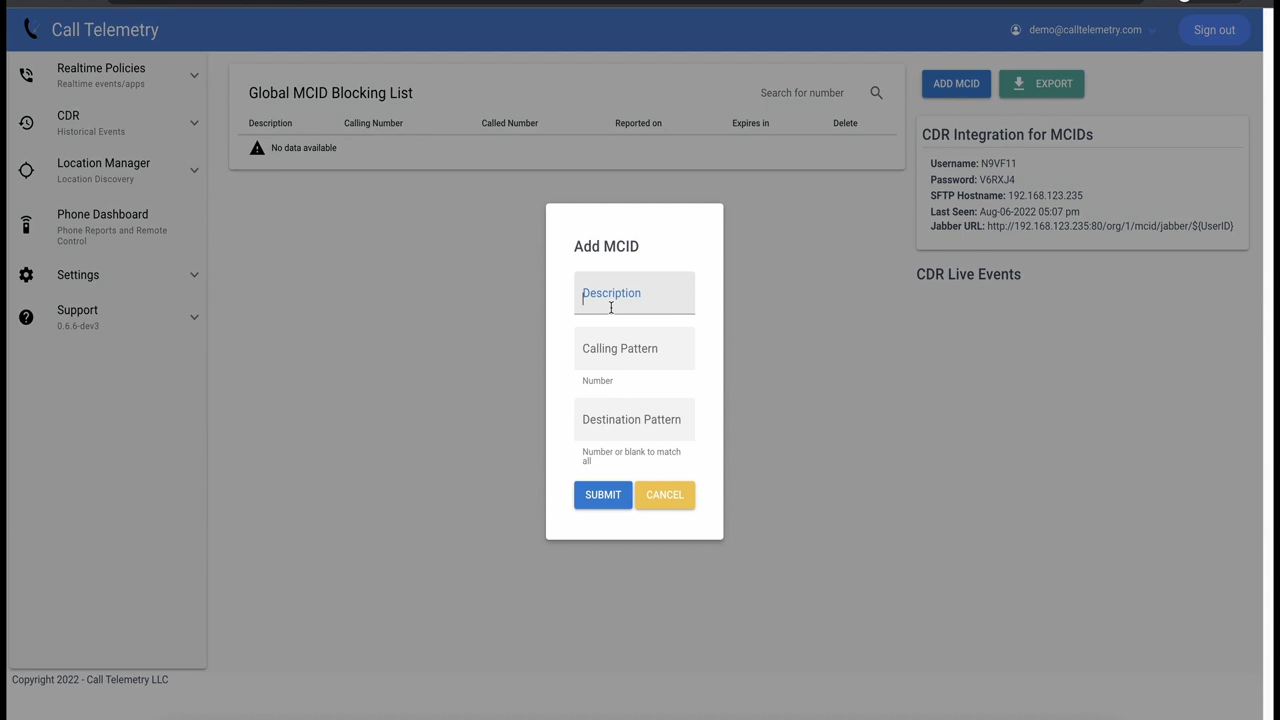 Call Telemetry
demo@calltelemetry.com
Sign out
Realtime Policies
Realtime events/apps
CDR
Historical Events
Location Manager
Location Discovery
Phone Dashboard
Phone Reports and Remote
Control
Settings
Support
0.6.6-dev3
Copyright 2022 - Call Telemetry LLC
Global MCID Blocking List
Search for number
Description Calling Number Called Number Reported on Expires in Delete
No data available
ADD MCID
EXPORT
CDR Integration for MCIDs
Username: N9VF11
Password: V6RXJ4
SFTP Hostname: 192.168.123.235
Last Seen: Aug-06-2022 05:07 pm
Jabber URL: http://192.168.123.235:80/org/1/mcid/jabber/${UserID}
CDR Live Events
Add MCID
Description
Calling Pattern
Number
Destination Pattern
Number or blank to match
all
SUBMIT
CANCEL